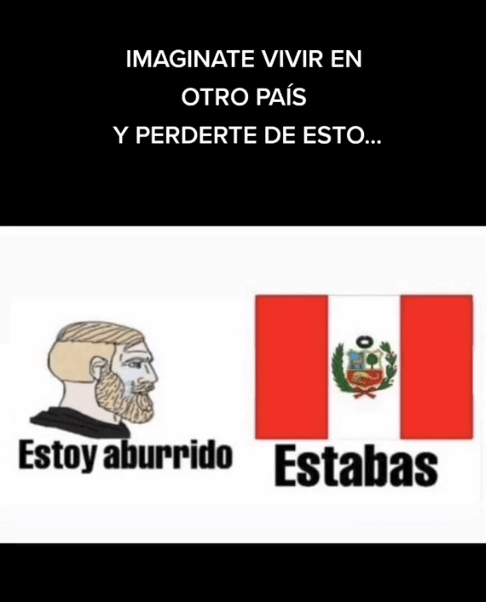 IMAGINATE VIVIR EN
OTRO PAÍS
Y PERDERTE DE ESTO...
Estoy aburrido
Estabas